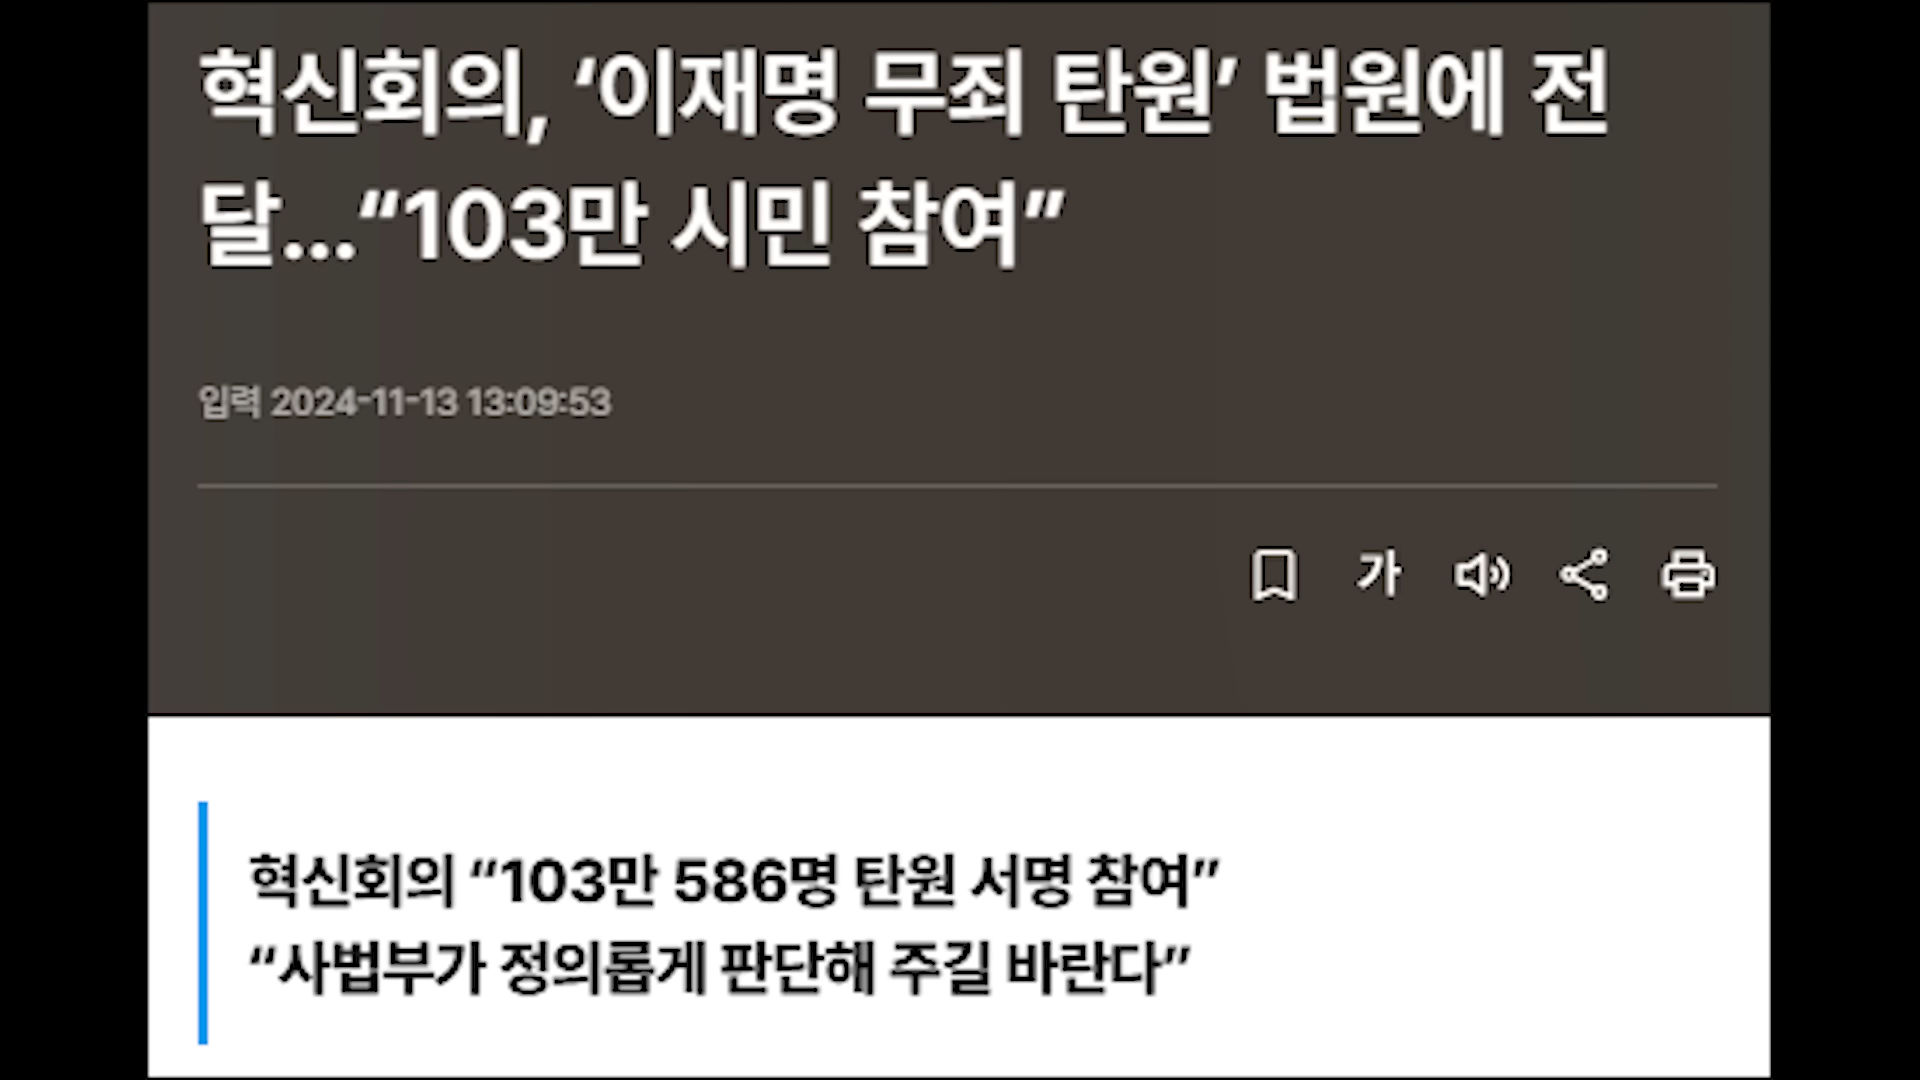 혁신회의, ‘이재명 무죄 탄원’ 법원에 전
달…“103만 시민 참여”
입력 2024-11-13 13:09:53
가
혁신회의 “103만 586명 탄원 서명 참여”
“사법부가 정의롭게 판단해 주길 바란다”